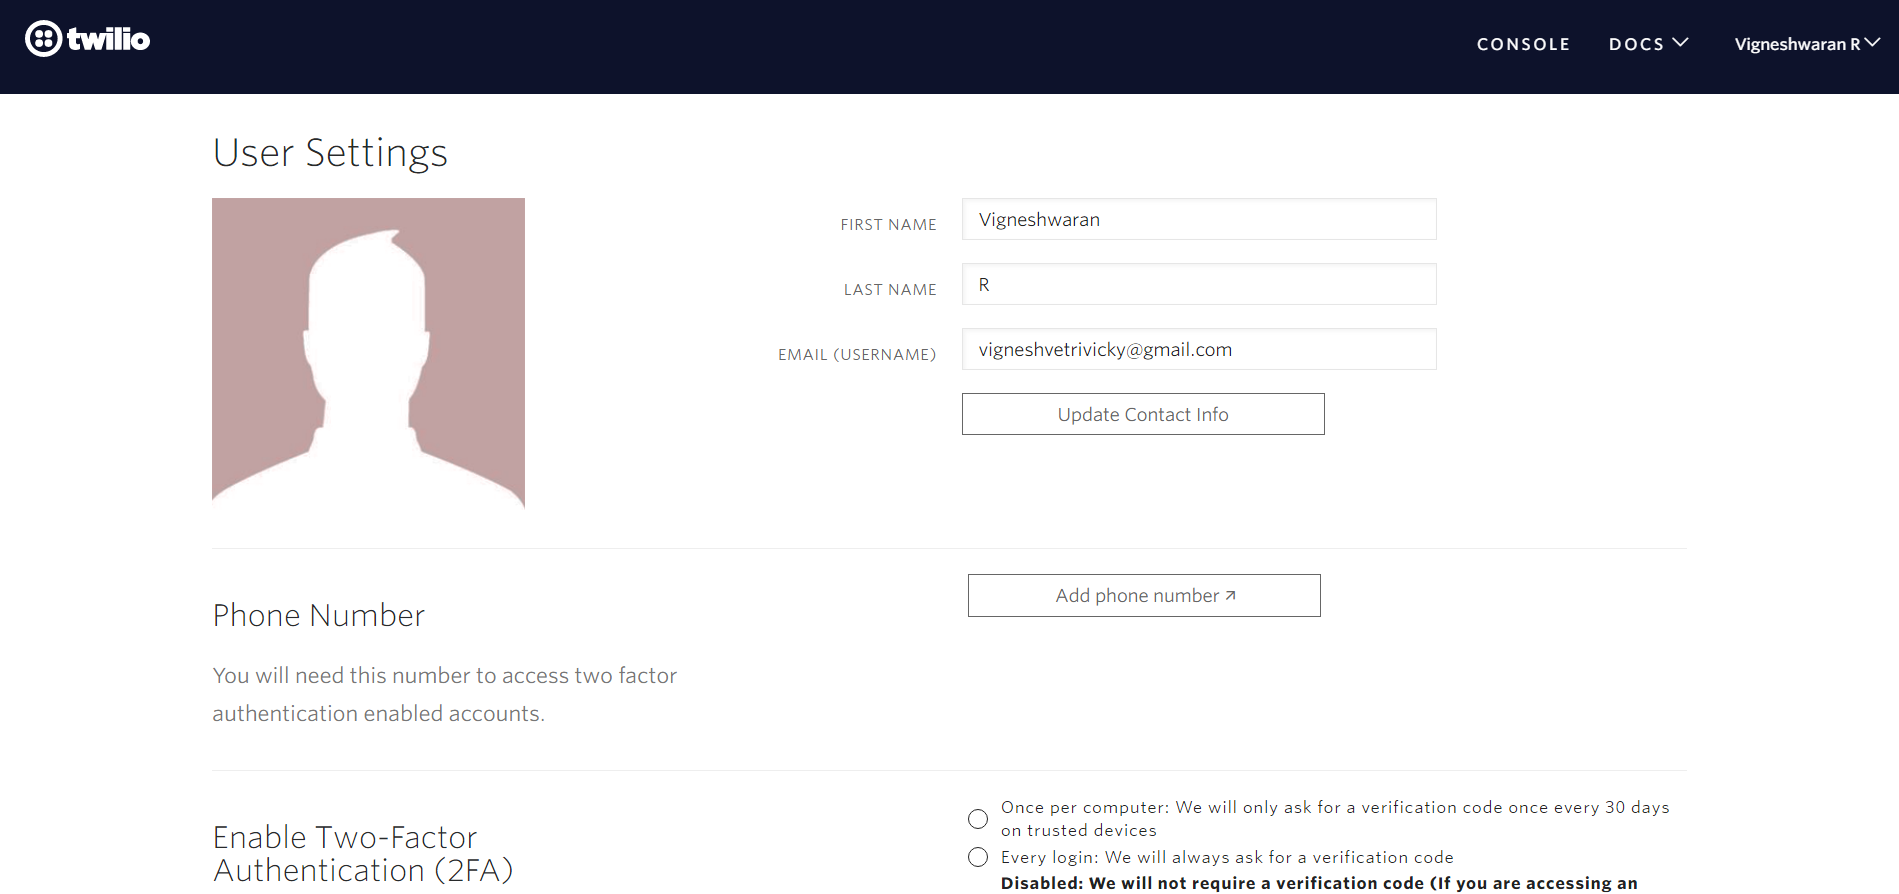 twilio
CONSOLE
DOCS
Vigneshwaran R
User Settings
FIRST NAME
Vigneshwaran
LAST NAME
R
EMAIL (USERNAME)
vigneshvetrivicky@gmail.com
Update Contact Info
Phone Number
Add phone number
You will need this number to access two factor
authentication enabled accounts.
Enable Two-Factor
Authentication (2FA)
Once per computer: We will only ask for a verification code once every 30 days
on trusted devices
Every login: We will always ask for a verification code
Disabled: We will not require a verification code (If you are accessing an